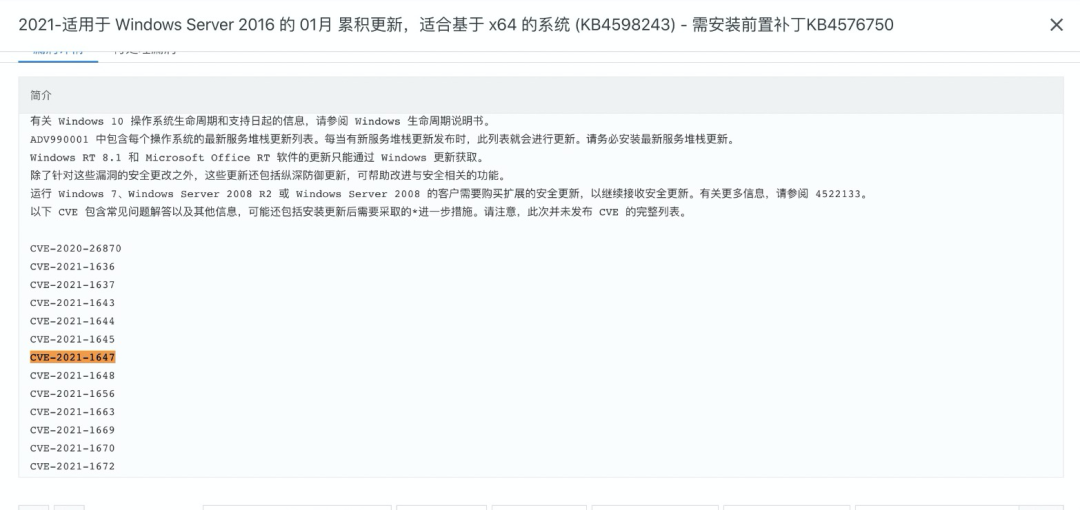 2021-适用于 Windows Server 2016 的 01月 累积更新，适合基于 x64 的系统 (KB4598243) - 需安装前置补丁KB4576750
简介
有关 Windows 10 操作系统生命周期和支持日起的信息，请参阅 Windows 生命周期说明书。
ADV990001 中包含每个操作系统的最新服务堆栈更新列表。每当有新服务堆栈更新发布时，此列表就会进行更新。请务必安装最新服务堆栈更新。
Windows RT 8.1 和 Microsoft Office RT 软件的更新只能通过 Windows 更新获取。
除了针对这些漏洞的安全更改之外，这些更新还包括纵深防御更新，可帮助改进与安全相关的功能。
运行 Windows 7、Windows Server 2008 R2 或 Windows Server 2008 的客户需要购买扩展的安全更新，以继续接收安全更新。有关更多信息，请参阅 4522133。
以下 CVE 包含常见问题解答以及其他信息，可能还包括安装更新后需要采取的*进一步措施。请注意，此次并未发布 CVE 的完整列表。
CVE-2020-26870
CVE-2021-1636
CVE-2021-1637
CVE-2021-1643
CVE-2021-1644
CVE-2021-1645
CVE-2021-1647
CVE-2021-1648
CVE-2021-1656
CVE-2021-1663
CVE-2021-1669
CVE-2021-1670
CVE-2021-1672